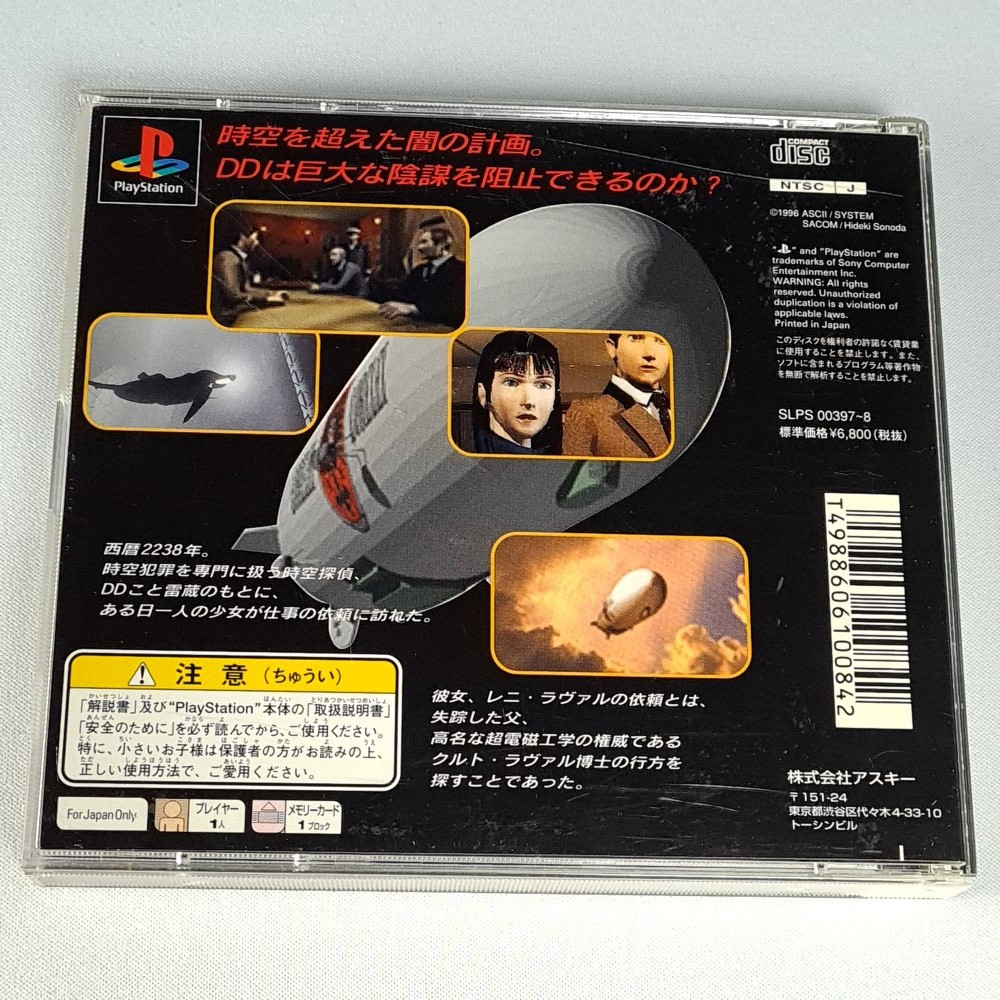 PlayStation
時空を超えた闇の計画。
DDは巨大な陰謀を阻止できるのか？
COMPACT
disc
NTSC J
©1996 ASCII/SYSTEM
SACOM/Hideki Sonoda
" " and "PlayStation" are
trademarks of Sony Computer
Entertainment Inc.
WARNING: All rights
reserved. Unauthorized
duplication is a violation of
applicable laws.
Printed in Japan
このディスクを権利者の許諾なく賃貸業
に使用することを禁止します。また、
ソフトに含まれるプログラム等著作物
を無断で解析することを禁止します。
SLPS 00397~8
標準価格¥6,800(税抜)
T4988606100842
西暦2238年。
時空犯罪を専門に扱う時空探偵、
DDこと雷蔵のもとに、
ある日一人の少女が仕事の依頼に訪れた。
彼女、レニ・ラヴァルの依頼とは、
失踪した父、
高名な超電磁工学の権威である
クルト・ラヴァル博士の行方を
探すことであった。
注意(ちゅうい)
「解説書」及び"PlayStation"本体の「取扱説明書」
「安全のために」を必ず読んでから、ご使用ください。
特に、小さいお子様は保護者の方がお読みの上、
正しい使用方法で、ご愛用ください。
For Japan Only
プレイヤー
1人
メモリーカード
1ブロック
株式会社アスキー
〒151-24
東京都渋谷区代々木4-33-10
トーシンビル